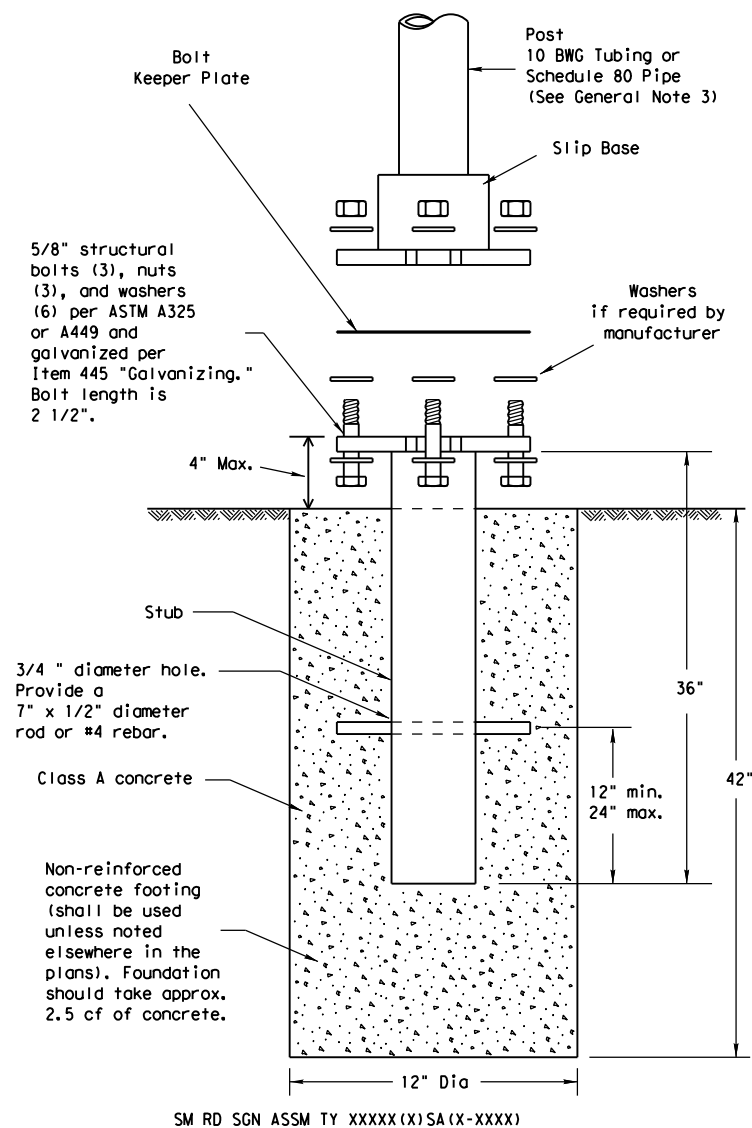 Post
10 BWG Tubing or
Schedule 80 Pipe
(See General Note 3)
Bolt
Keeper Plate
Slip Base
5/8" structural
bolts (3), nuts
(3), and washers
(6) per ASTM A325
or A449 and
galvanized per
Item 445 "Galvanizing."
Bolt length is
2 1/2".
Washers
if required by
manufacturer
4" Max.
Stub
3/4 " diameter hole.
Provide a
7" x 1/2" diameter
rod or #4 rebar.
36"
Class A concrete
12" min.
24" max.
42"
Non-reinforced
concrete footing
(shall be used
unless noted
elsewhere in the
plans). Foundation
should take approx.
2.5 cf of concrete.
12" Dia
SM RD SGN ASSM TY XXXXX(X)SA(X-XXXX)